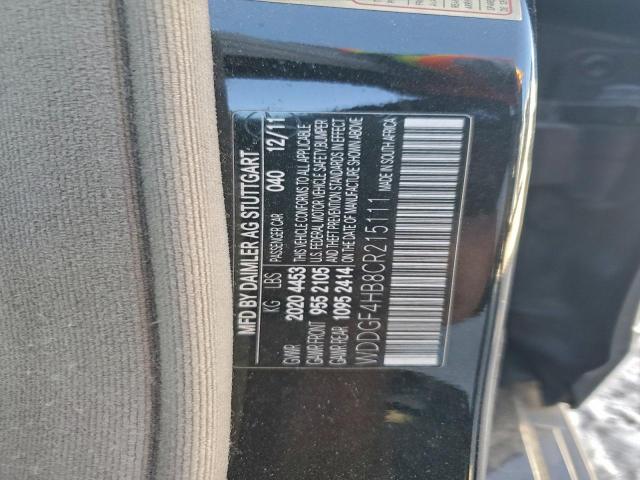 MFD BY DAIMLER AG STUTTGART
KG LBS PASSENGER CAR 040 12/11
GVWR 2020 4453 THIS VEHICLE CONFORMS TO ALL APPLICABLE
GAWR FRONT 955 2105 U.S. FEDERAL MOTOR VEHICLE SAFETY, BUMPER
GAWR REAR 1095 2414 AND THEFT PREVENTION STANDARDS IN EFFECT
ON THE DATE OF MANUFACTURE SHOWN ABOVE
WDDGF4HB8CR215111 MADE IN SOUTH AFRICA